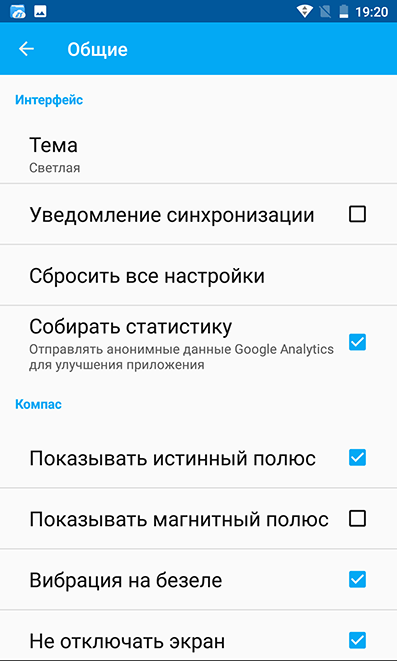 19:20
Общие
Интерфейс
Тема
Светлая
Уведомление синхронизации
Сбросить все настройки
Собирать статистику
Отправлять анонимные данные Google Analytics
для улучшения приложения
Компас
Показывать истинный полюс
Показывать магнитный полюс
Вибрация на безеле
Не отключать экран